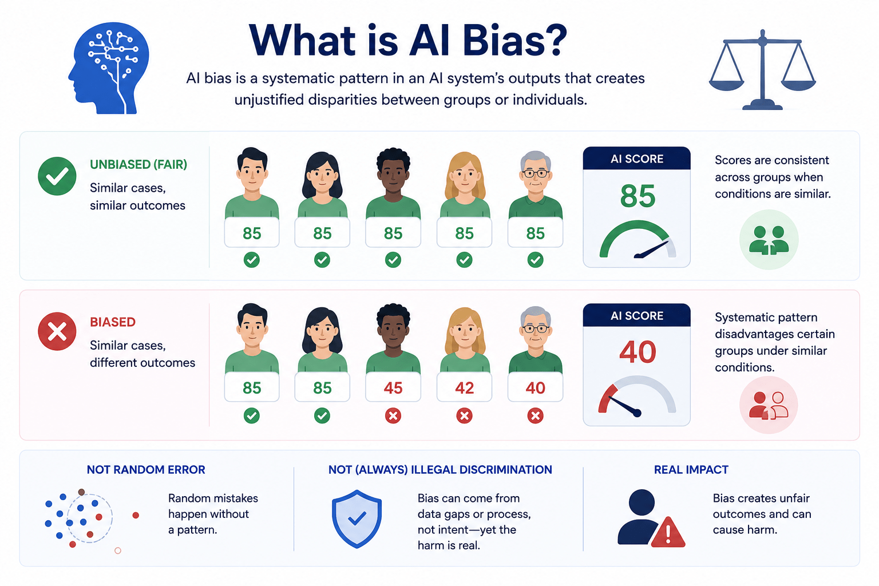 What is AI Bias?
AI bias is a systematic pattern in an AI system's outputs that creates
unjustified disparities between groups or individuals.
UNBIASED (FAIR)
Similar cases,
similar outcomes
85
85
85
85
85
AI SCORE
85
Scores are consistent
across groups when
conditions are similar.
BIASED
Similar cases,
different outcomes
85
85
45
42
40
AI SCORE
40
Systematic pattern
disadvantages certain
groups under similar
conditions.
NOT RANDOM ERROR
Random mistakes
happen without
a pattern.
NOT (ALWAYS) ILLEGAL DISCRIMINATION
Bias can come from
data gaps or process,
not intent—yet the
harm is real.
REAL IMPACT
Bias creates unfair
outcomes and can
cause harm.